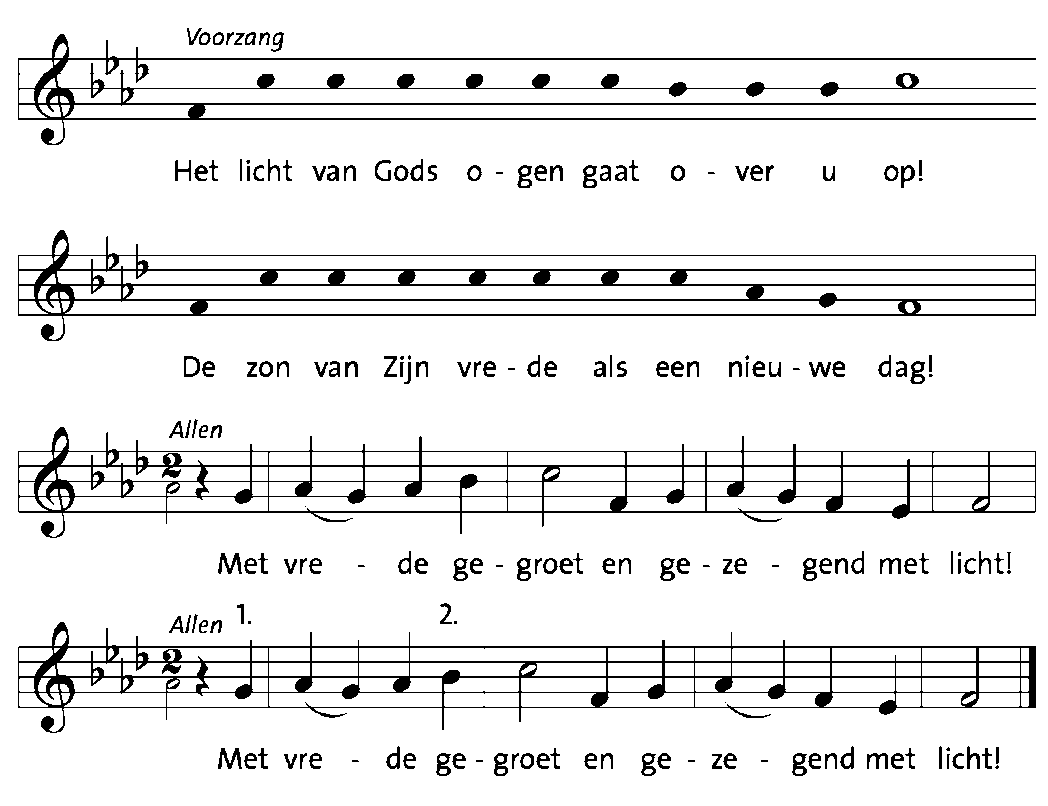 Voorzang
Het licht van Gods o - gen gaat o - ver u op!
De zon van Zijn vre - de als een nieu - we dag!
Allen
2
Met vre - de ge - groet en ge - ze - gend met licht!
Allen 1. 2.
2
Met vre - de ge - groet en ge - ze - gend met licht!